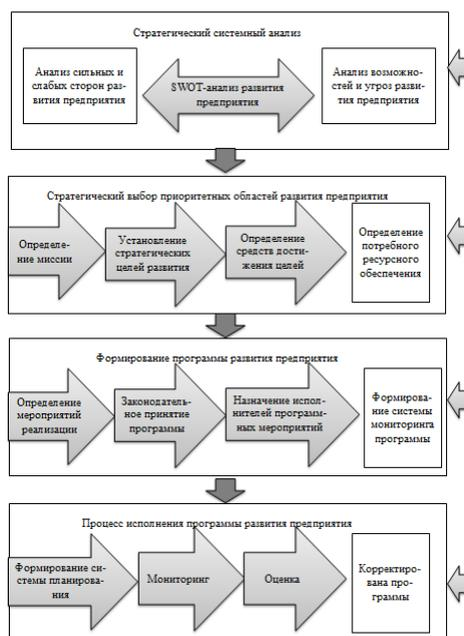 Стратегический системный анализ
Анализ сильных и
слабых сторон раз-
вития предприятия
SWOT-анализ развития
предприятия
Анализ возможно-
стей и угроз разви-
тия предприятия
Стратегический выбор приоритетных областей развития предприятия
Определе-
ние миссии
Установление
стратегических
целей развития
Определение
средств дости-
жения целей
Определение
потребного
ресурсного
обеспечения
Формирование программы развития предприятия
Определение
мероприятий
реализации
Законодатель-
ное принятие
программы
Назначение испол-
нителей програм-
мных мероприятий
Формирова-
ние системы
мониторинга
программы
Процесс исполнения программы развития предприятия
Формирование си-
стемы планирова-
ния
Мониторинг
Оценка
Корректиро-
вана про-
граммы